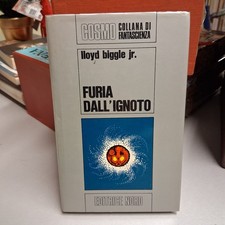 COSMO
COLLANA DI
FANTASCIENZA
lloyd biggle jr.
FURIA
DALL'IGNOTO
EDITRICE NORD